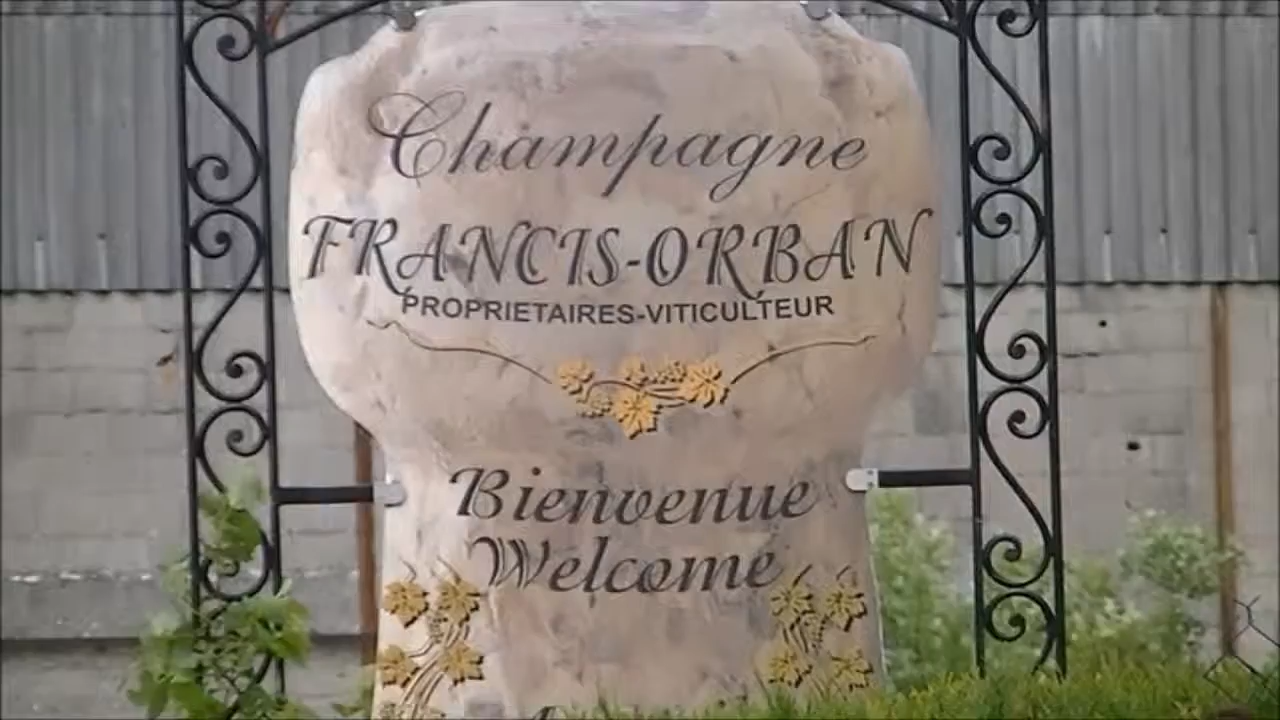 Champagne
FRANCIS-ORBAN
PROPRIETAIRES-VITICULTEUR
Bienvenue
Welcome